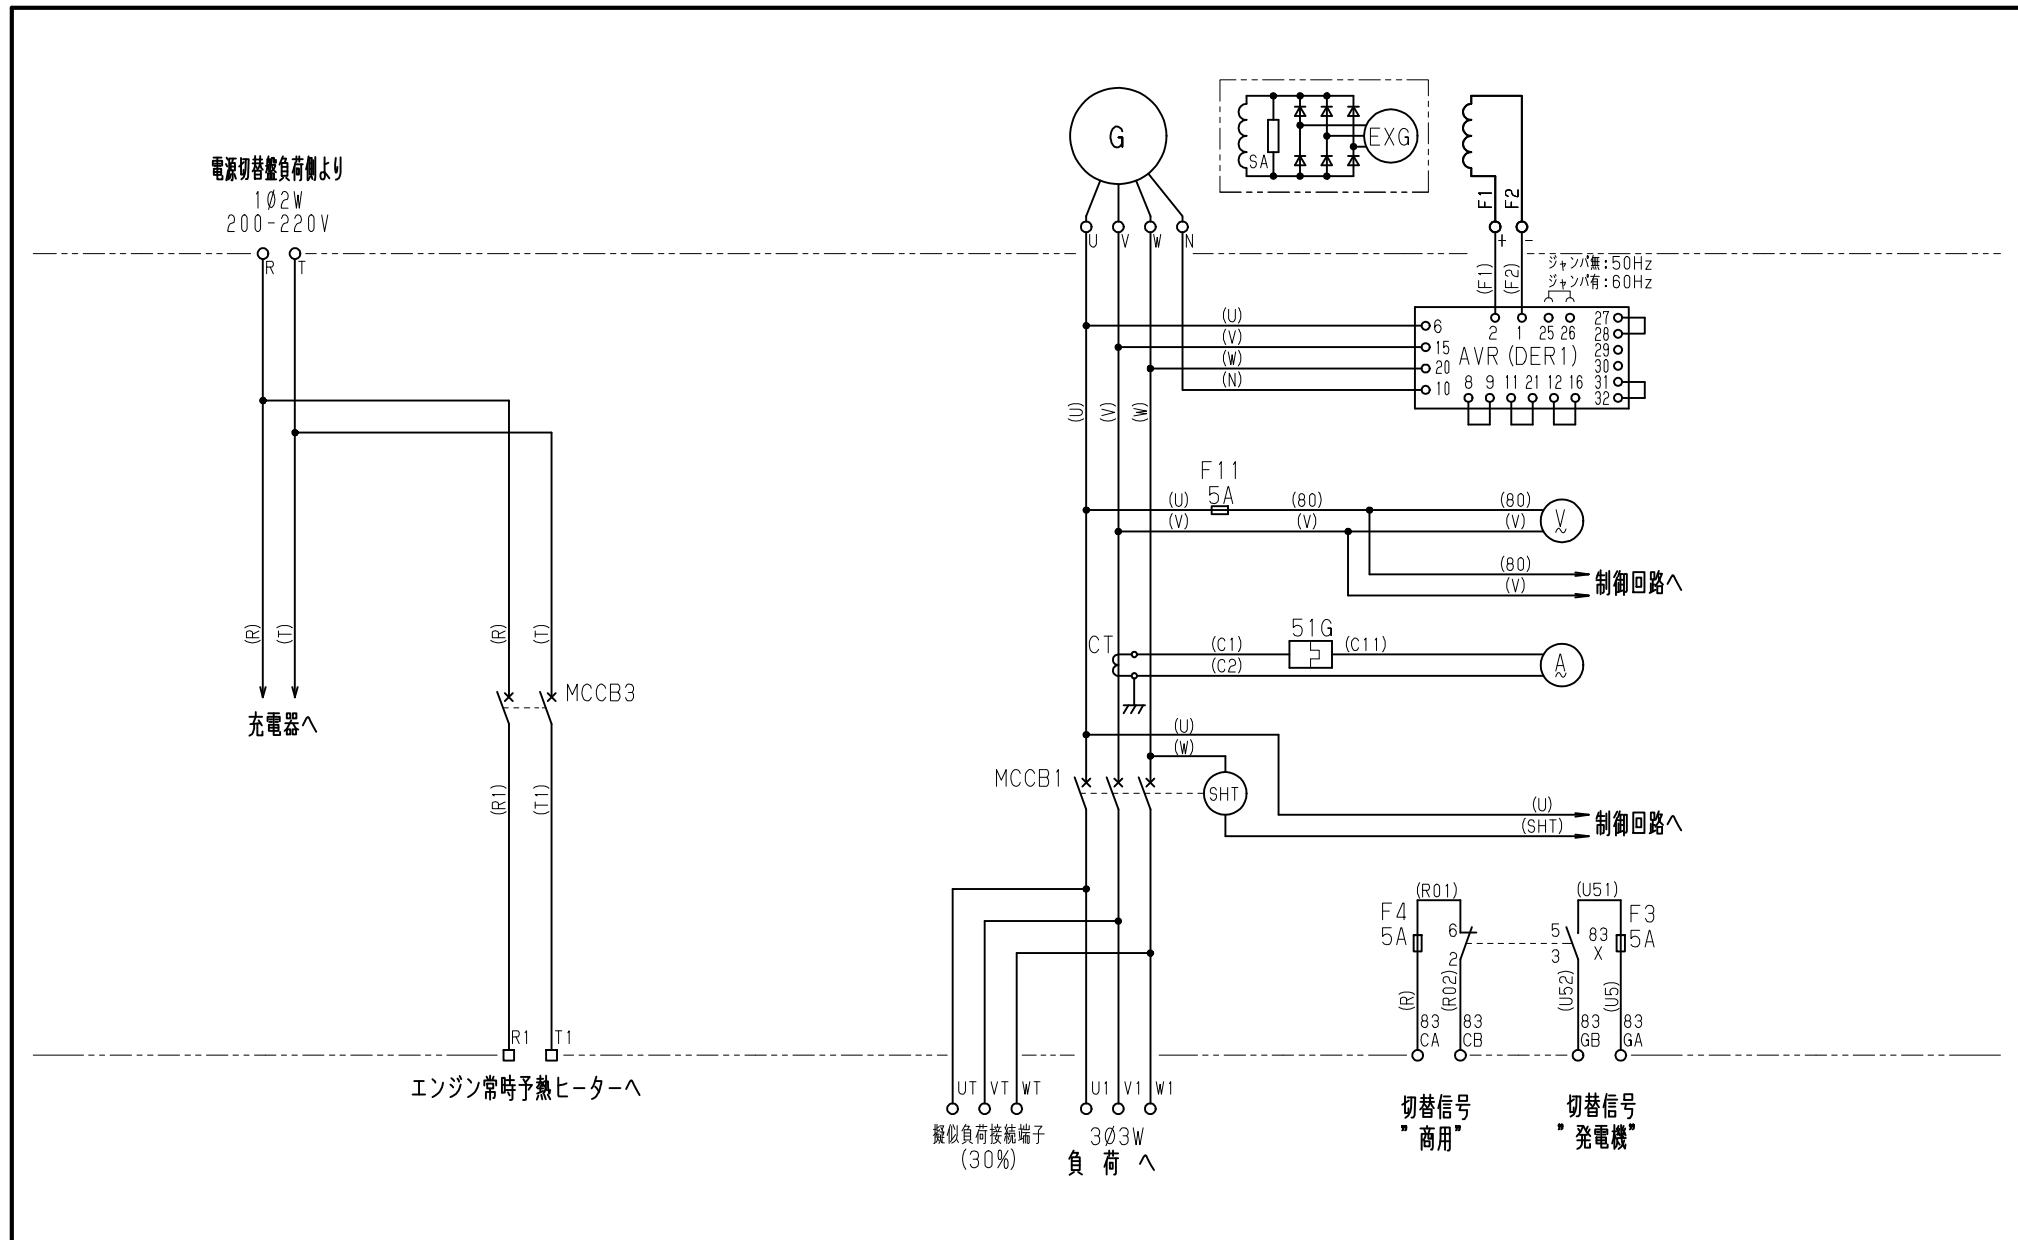 G
SA
EXG
F1
F2
電源切替盤負荷側より
1Ø2W
200-220V
R
T
U
V
W
N
+
-
(F1)
(F2)
ジャンパ無:50Hz
ジャンパ有:60Hz
(U)
(V)
(W)
(N)
6
15
20
10
2
1
25
26
27
28
29
30
31
32
AVR (DER1)
8
9
11
21
12
16
(U)
(V)
(W)
F11
5A
(U)
(80)
(80)
(V)
(V)
(V)
V
~
(80)
(V)
制御回路へ
(R)
(T)
(R)
(T)
CT
(C1)
(C2)
51G
(C11)
A
~
MCCB3
充電器へ
(U)
(W)
MCCB1
SHT
(R1)
(T1)
(U)
(SHT)
制御回路へ
(R01)
(U51)
F4
5A
6
2
5
3
83
X
F3
5A
(R)
(R02)
(U52)
(U5)
83
CA
83
CB
83
GB
83
GA
R1
T1
エンジン常時予熱ヒーターへ
UT
VT
WT
U1
V1
W1
擬似負荷接続端子
(30%)
3Ø3W
負 荷 へ
切替信号
"商用"
切替信号
"発電機"